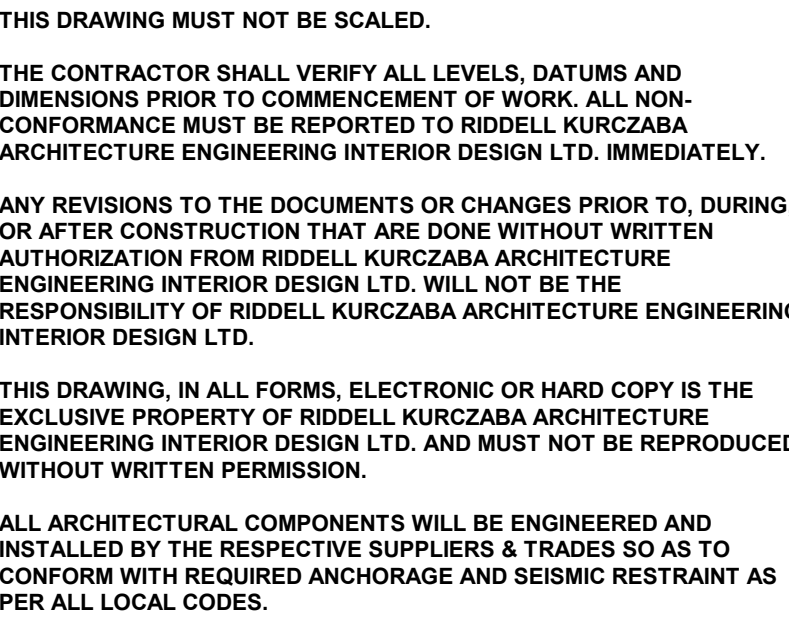 THIS DRAWING MUST NOT BE SCALED.
THE CONTRACTOR SHALL VERIFY ALL LEVELS, DATUMS AND
DIMENSIONS PRIOR TO COMMENCEMENT OF WORK. ALL NON-
CONFORMANCE MUST BE REPORTED TO RIDDELL KURCZABA
ARCHITECTURE ENGINEERING INTERIOR DESIGN LTD. IMMEDIATELY.
ANY REVISIONS TO THE DOCUMENTS OR CHANGES PRIOR TO, DURING
OR AFTER CONSTRUCTION THAT ARE DONE WITHOUT WRITTEN
AUTHORIZATION FROM RIDDELL KURCZABA ARCHITECTURE
ENGINEERING INTERIOR DESIGN LTD. WILL NOT BE THE
RESPONSIBILITY OF RIDDELL KURCZABA ARCHITECTURE ENGINEERING
INTERIOR DESIGN LTD.
THIS DRAWING, IN ALL FORMS, ELECTRONIC OR HARD COPY IS THE
EXCLUSIVE PROPERTY OF RIDDELL KURCZABA ARCHITECTURE
ENGINEERING INTERIOR DESIGN LTD. AND MUST NOT BE REPRODUCED
WITHOUT WRITTEN PERMISSION.
ALL ARCHITECTURAL COMPONENTS WILL BE ENGINEERED AND
INSTALLED BY THE RESPECTIVE SUPPLIERS & TRADES SO AS TO
CONFORM WITH REQUIRED ANCHORAGE AND SEISMIC RESTRAINT AS
PER ALL LOCAL CODES.